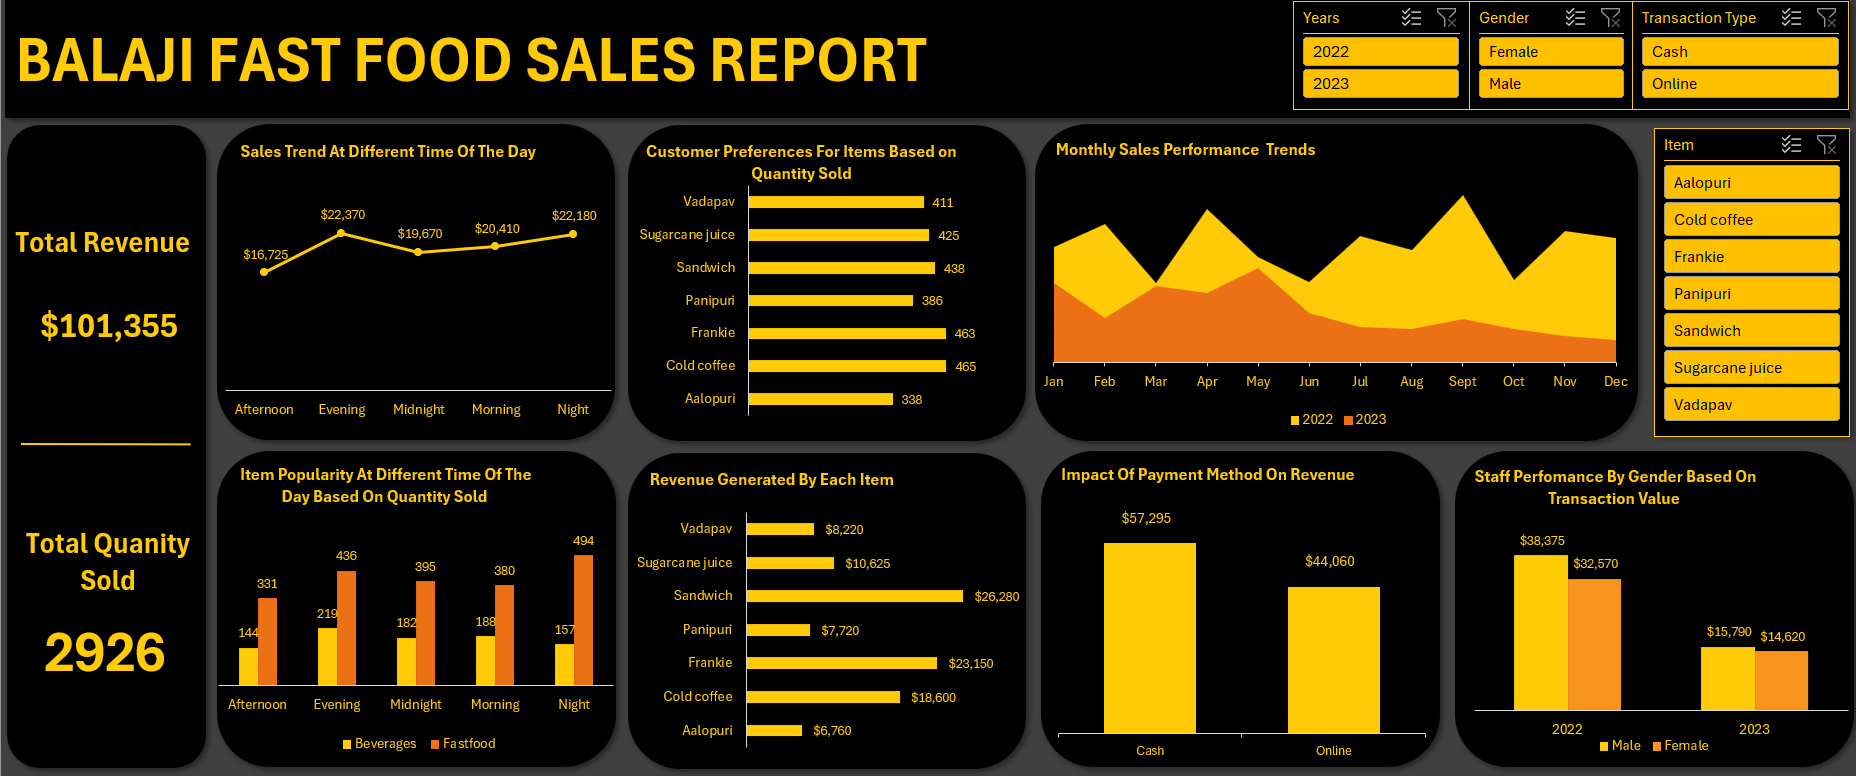 BALAJI FAST FOOD SALES REPORT
Years
2022
2023
Gender
Female
Male
Transaction Type
Cash
Online
Total Revenue
$101,355
Total Quanity
Sold
2926
Sales Trend At Different Time Of The Day
$16,725
$22,370
$19,670
$20,410
$22,180
Afternoon
Evening
Midnight
Morning
Night
Customer Preferences For Items Based on
Quantity Sold
Vadapav 411
Sugarcane juice 425
Sandwich 438
Panipuri 386
Frankie 463
Cold coffee 465
Aalopuri 338
Monthly Sales Performance Trends
Jan Feb Mar Apr May Jun Jul Aug Sept Oct Nov Dec
2022 2023
Item
Aalopuri
Cold coffee
Frankie
Panipuri
Sandwich
Sugarcane juice
Vadapav
Item Popularity At Different Time Of The
Day Based On Quantity Sold
144 331
219 436
182 395
188 380
157 494
Afternoon Evening Midnight Morning Night
Beverages Fastfood
Revenue Generated By Each Item
Vadapav $8,220
Sugarcane juice $10,625
Sandwich $26,280
Panipuri $7,720
Frankie $23,150
Cold coffee $18,600
Aalopuri $6,760
Impact Of Payment Method On Revenue
$57,295
$44,060
Cash Online
Staff Perfomance By Gender Based On
Transaction Value
$38,375
$32,570
$15,790
$14,620
2022 2023
Male Female